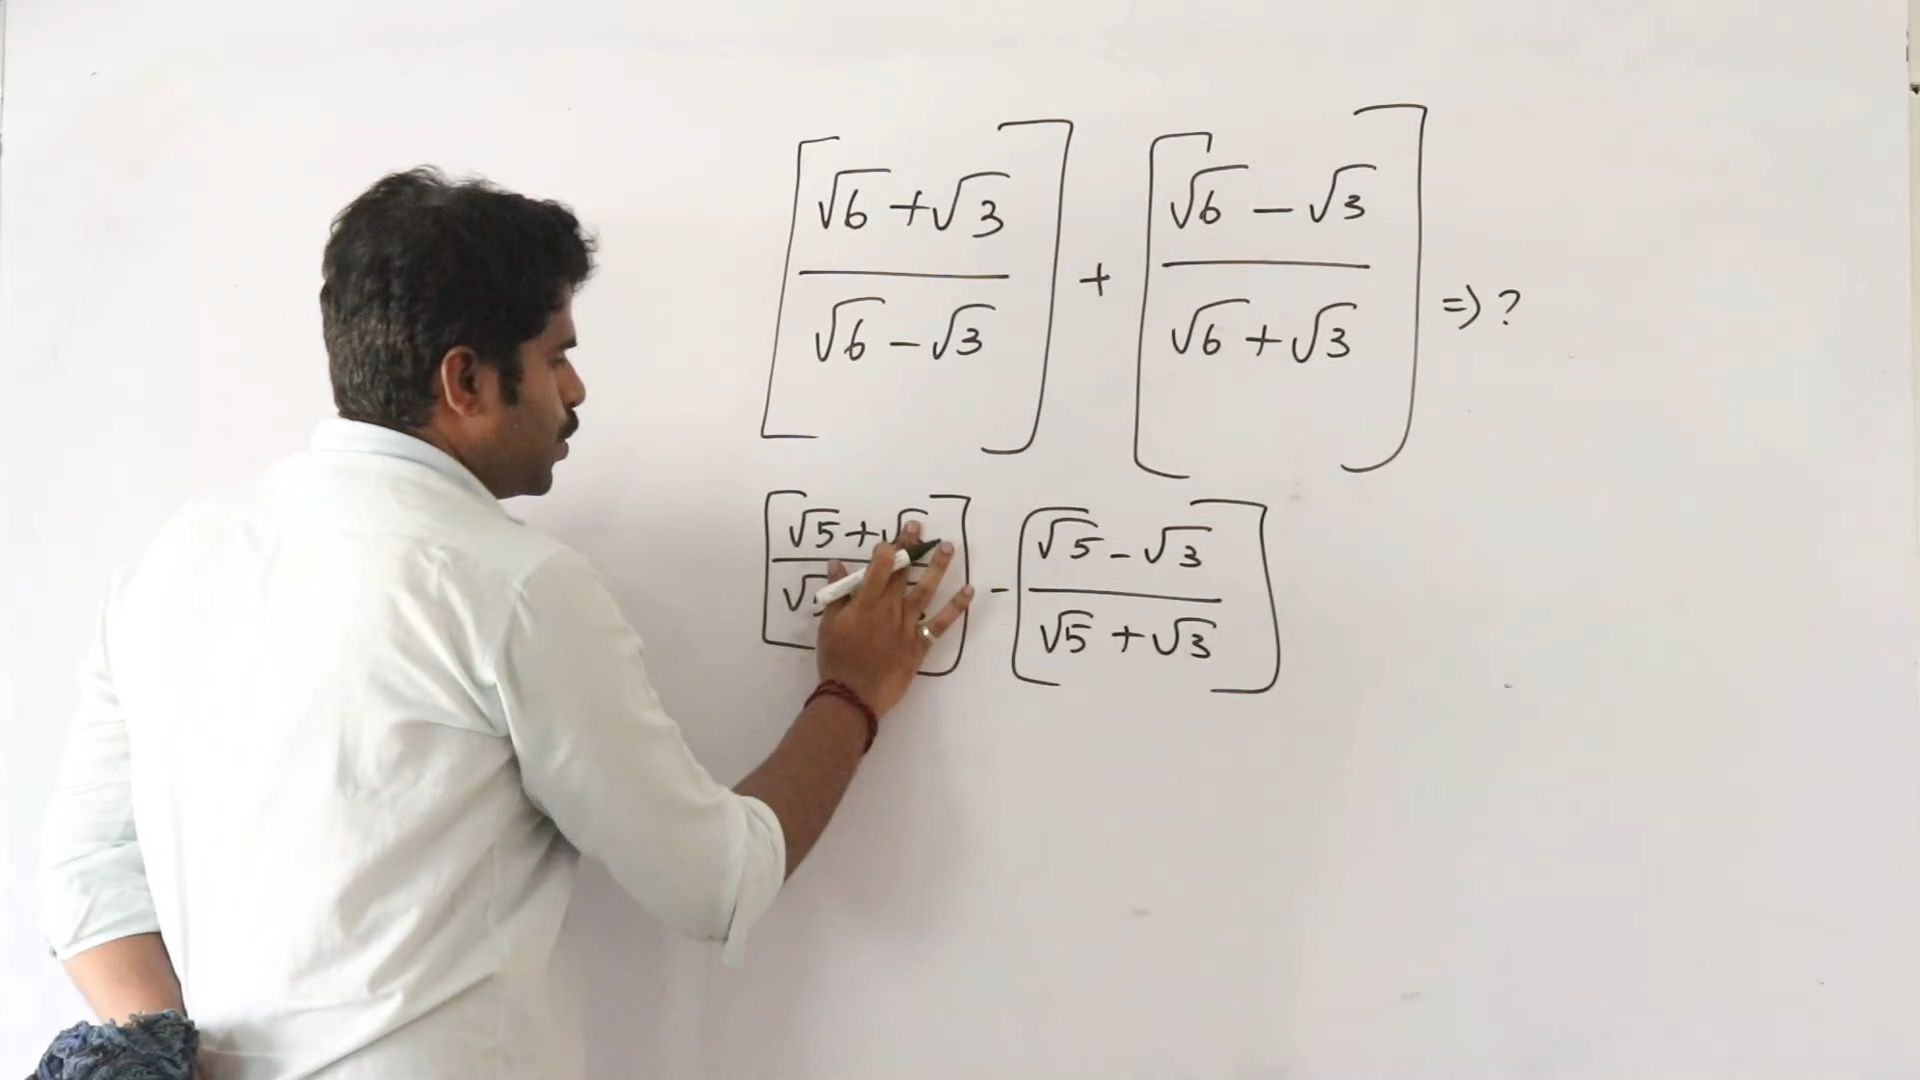 [(√6 + √3) / (√6 − √3)] + [(√6 − √3) / (√6 + √3)] ⇒ ?
[(√5 + √ / √] − [(√5 − √3) / (√5 + √3)]